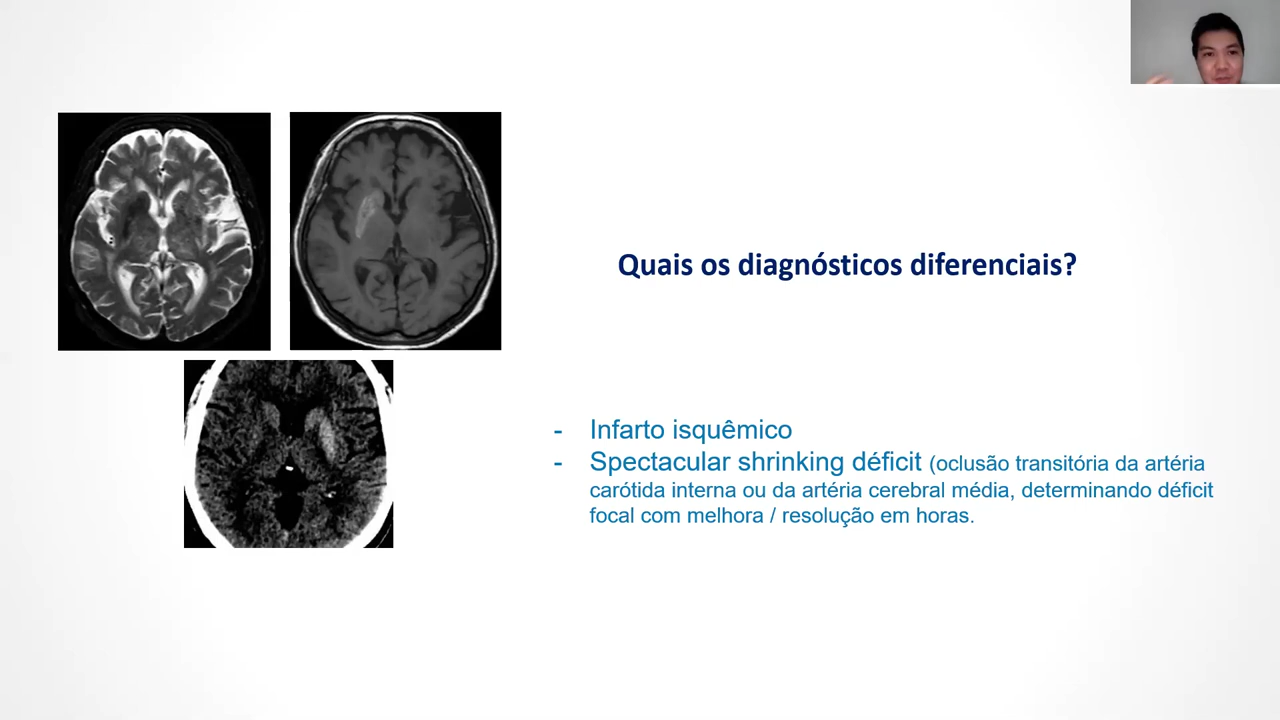 Quais os diagnósticos diferenciais?
- Infarto isquêmico
- Spectacular shrinking déficit (oclusão transitória da artéria
carótida interna ou da artéria cerebral média, determinando déficit
focal com melhora / resolução em horas.